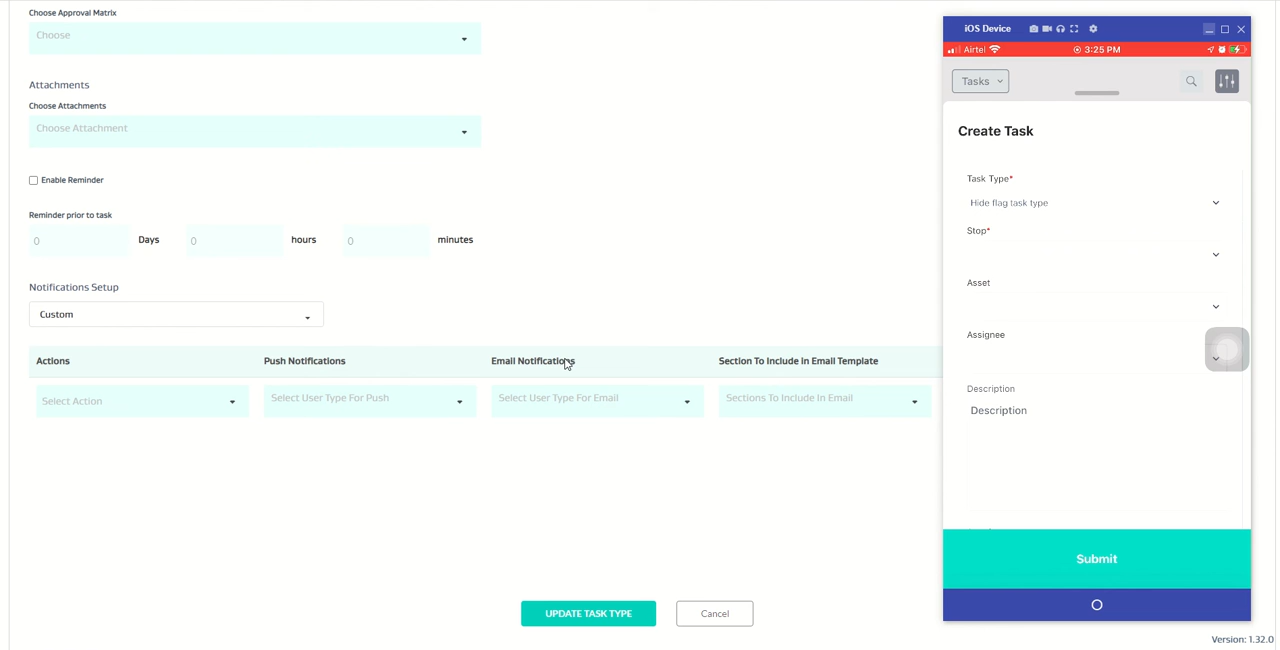 Choose Approval Matrix
Choose
Attachments
Choose Attachments
Choose Attachment
Enable Reminder
Reminder prior to task
0 Days 0 hours 0 minutes
Notifications Setup
Custom
Actions Push Notifications Email Notifications Section To Include in Email Template
Select Action Select User Type For Push Select User Type For Email Sections To Include In Email
UPDATE TASK TYPE Cancel
iOS Device
Airtel 3:25 PM
Tasks
Create Task
Task Type*
Hide flag task type
Stop*
Asset
Assignee
Description
Description
Submit
Version: 1.32.0